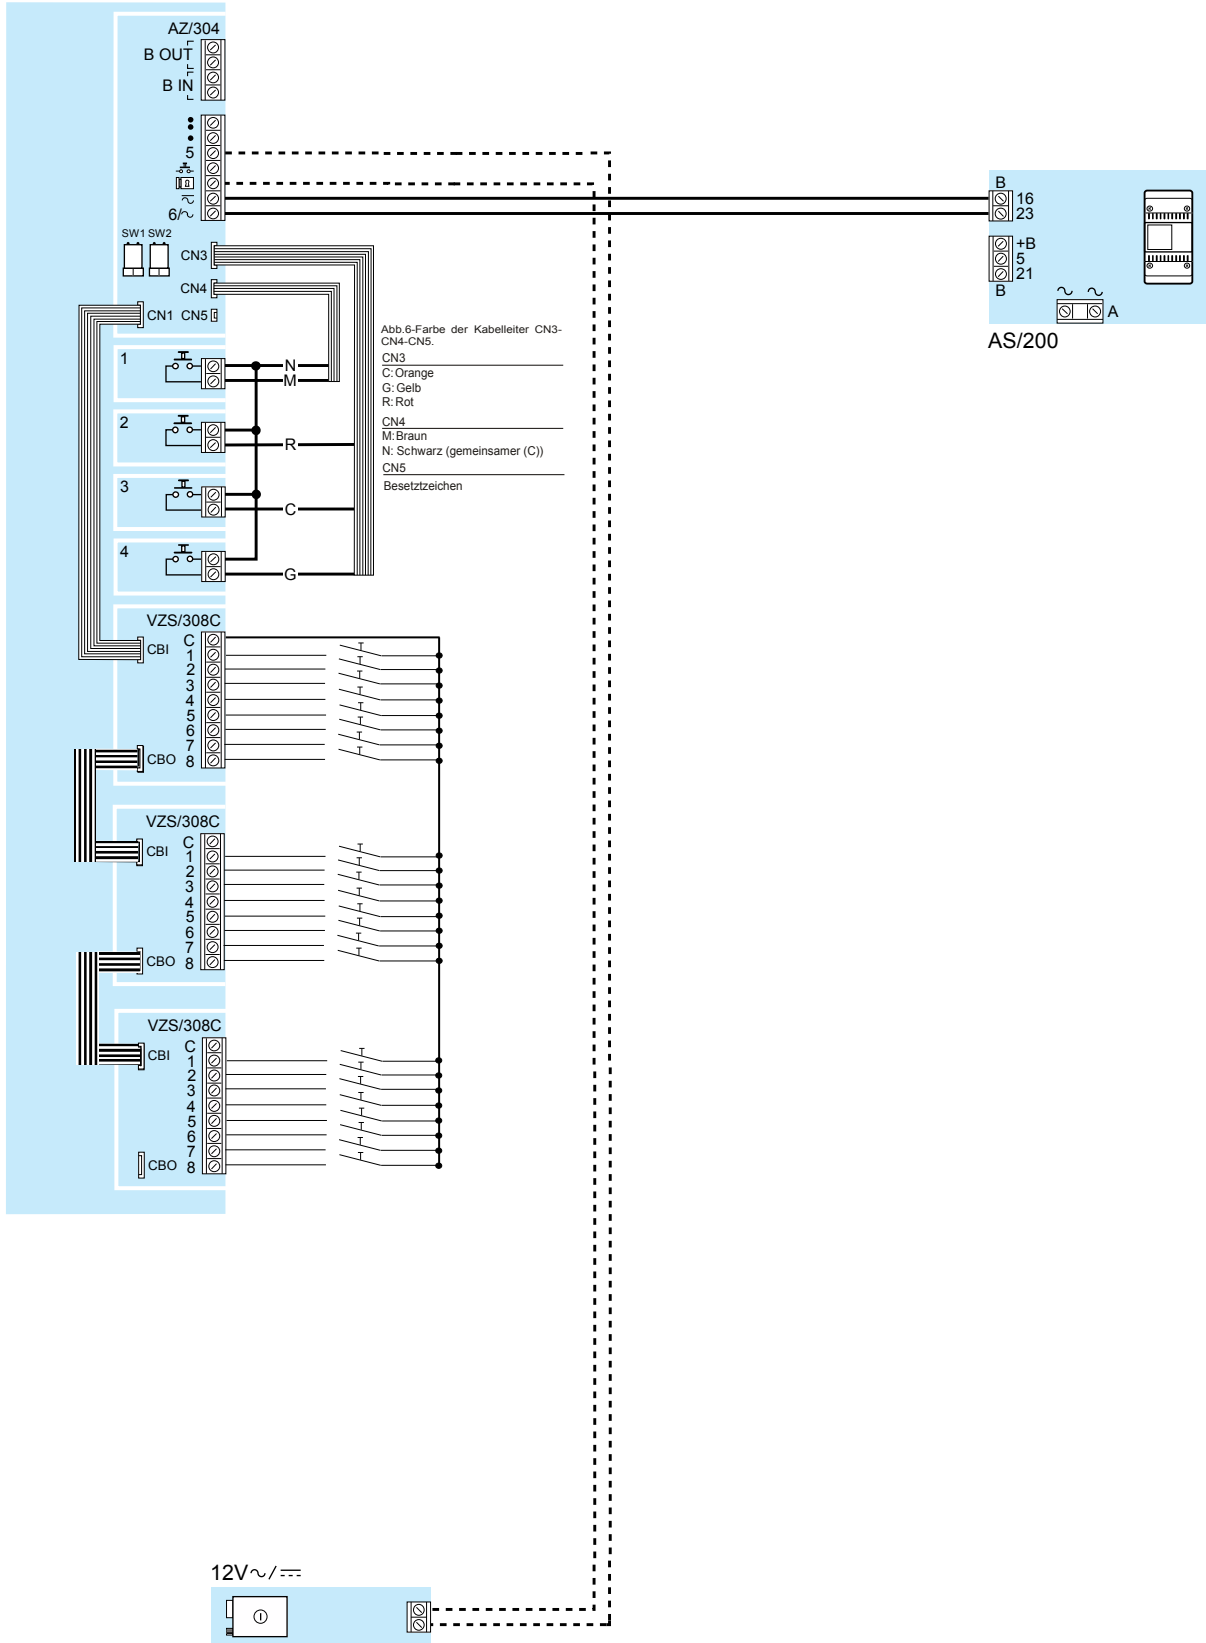 AZ/304
B OUT
B IN
5
6/~
SW1 SW2
CN3
CN4
CN1 CN5
1
N
M
2
R
3
C
4
G
Abb.6-Farbe der Kabelleiter CN3-
CN4-CN5.
CN3
C: Orange
G: Gelb
R: Rot
CN4
M: Braun
N: Schwarz (gemeinsamer (C))
CN5
Besetztzeichen
B
16
23
+B
5
21
B
A
AS/200
VZS/308C
CBI
C
1
2
3
4
5
6
7
CBO 8
VZS/308C
CBI
C
1
2
3
4
5
6
7
CBO 8
VZS/308C
CBI
C
1
2
3
4
5
6
7
CBO 8
12V~/⎓